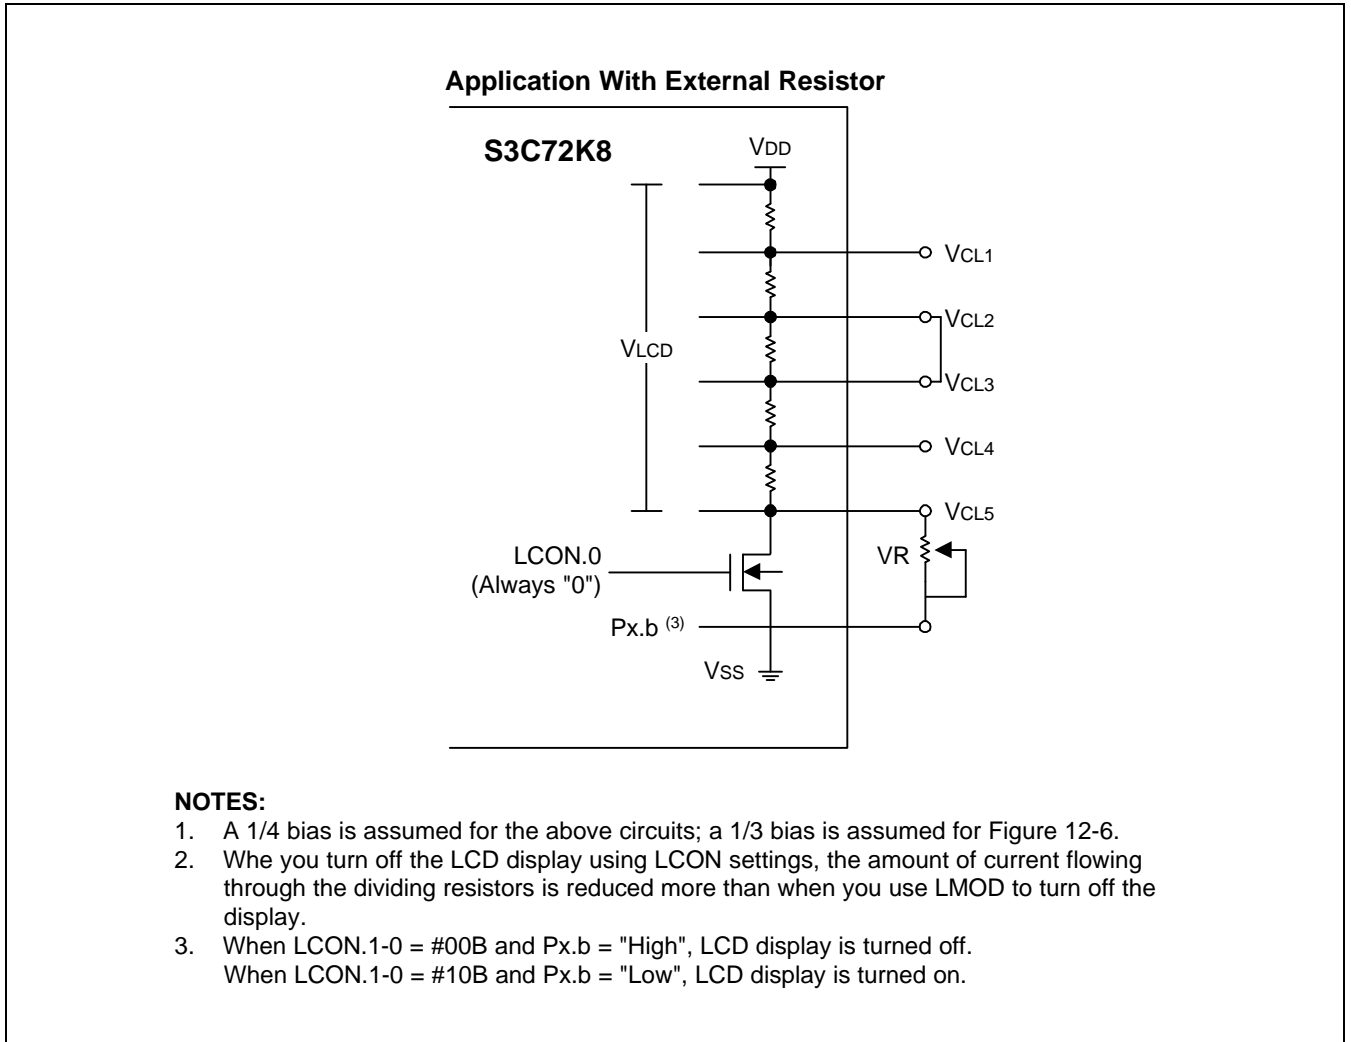 Application With External Resistor
S3C72K8
VDD
VCL1
VCL2
VLCD
VCL3
VCL4
VCL5
LCON.0
(Always "0")
VR
Px.b (3)
VSS
NOTES:
1. A 1/4 bias is assumed for the above circuits; a 1/3 bias is assumed for Figure 12-6.
2. Whe you turn off the LCD display using LCON settings, the amount of current flowing
through the dividing resistors is reduced more than when you use LMOD to turn off the
display.
3. When LCON.1-0 = #00B and Px.b = "High", LCD display is turned off.
When LCON.1-0 = #10B and Px.b = "Low", LCD display is turned on.